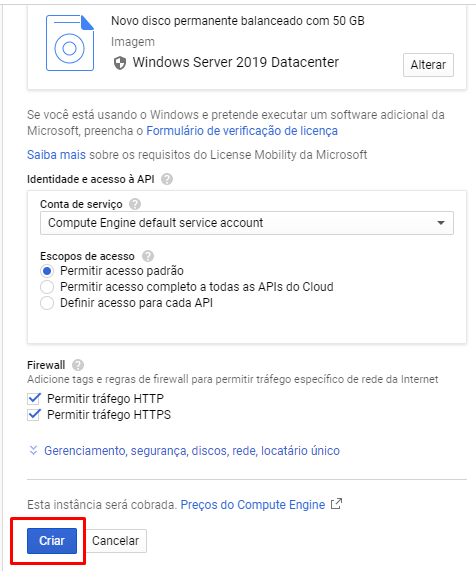 Novo disco permanente balanceado com 50 GB
Imagem
Windows Server 2019 Datacenter
Alterar
Se você está usando o Windows e pretende executar um software adicional da
Microsoft, preencha o Formulário de verificação de licença
Saiba mais sobre os requisitos do License Mobility da Microsoft
Identidade e acesso à API ?
Conta de serviço ?
Compute Engine default service account
Escopos de acesso ?
Permitir acesso padrão
Permitir acesso completo a todas as APIs do Cloud
Definir acesso para cada API
Firewall ?
Adicione tags e regras de firewall para permitir tráfego específico de rede da Internet
Permitir tráfego HTTP
Permitir tráfego HTTPS
Gerenciamento, segurança, discos, rede, locatário único
Esta instância será cobrada. Preços do Compute Engine
Criar
Cancelar